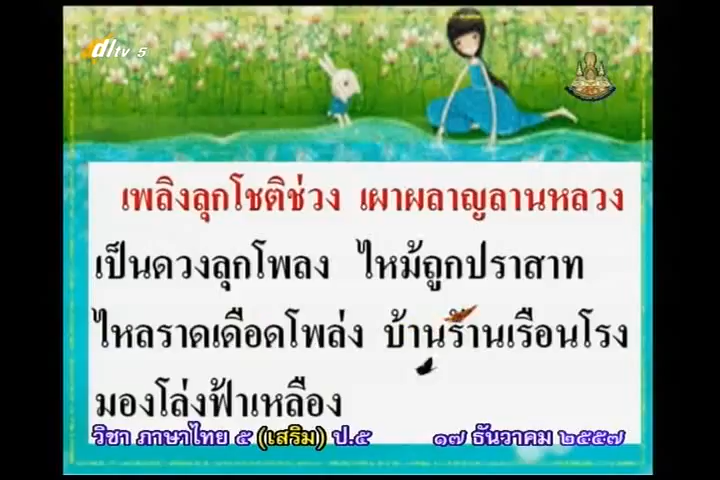 dltv 5
เพลิงลุกโชติช่วง เผาผลาญลานหลวง
เป็นดวงลุกโพลง ไหม้ถูกปราสาท
ไหลราดเดือดโพล่ง บ้านร้านเรือนโรง
มองโล่งฟ้าเหลือง
วิชา ภาษาไทย ๕ (เสริม) ป.๕ ๑๗ ธันวาคม ๒๕๕๗